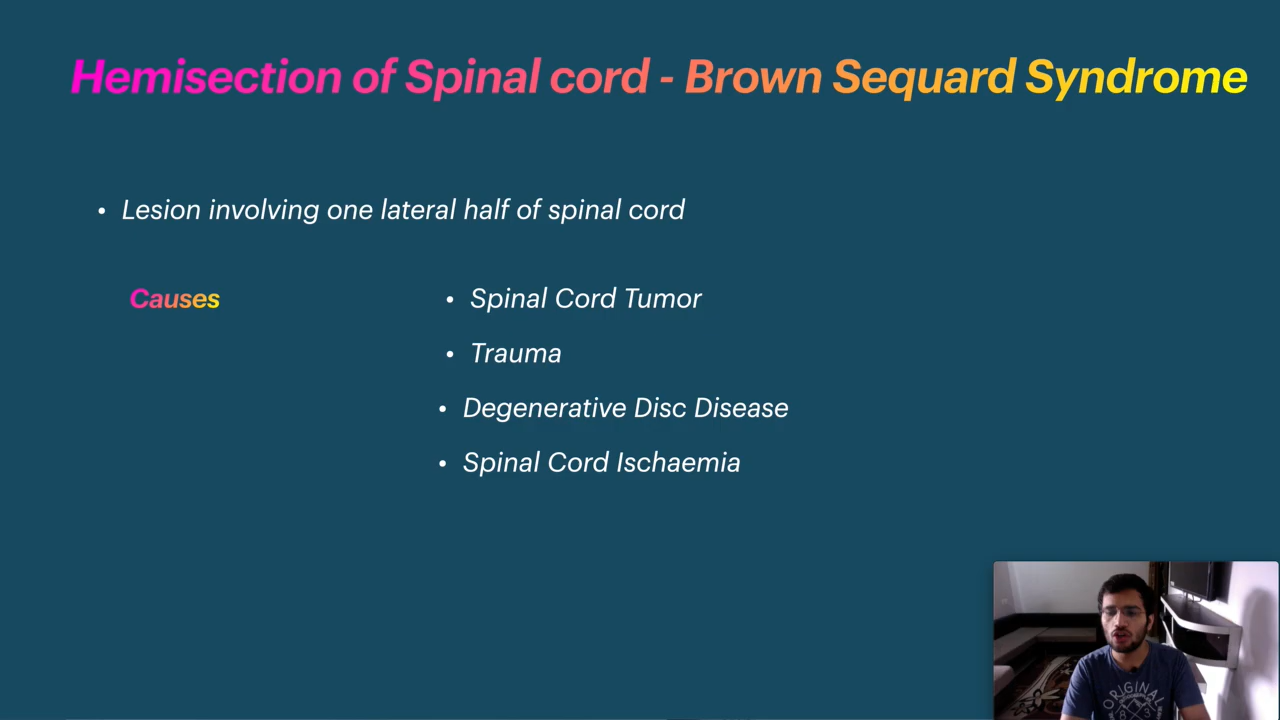 Hemisection of Spinal cord - Brown Sequard Syndrome
• Lesion involving one lateral half of spinal cord
Causes
• Spinal Cord Tumor
• Trauma
• Degenerative Disc Disease
• Spinal Cord Ischaemia
ORIGINAL